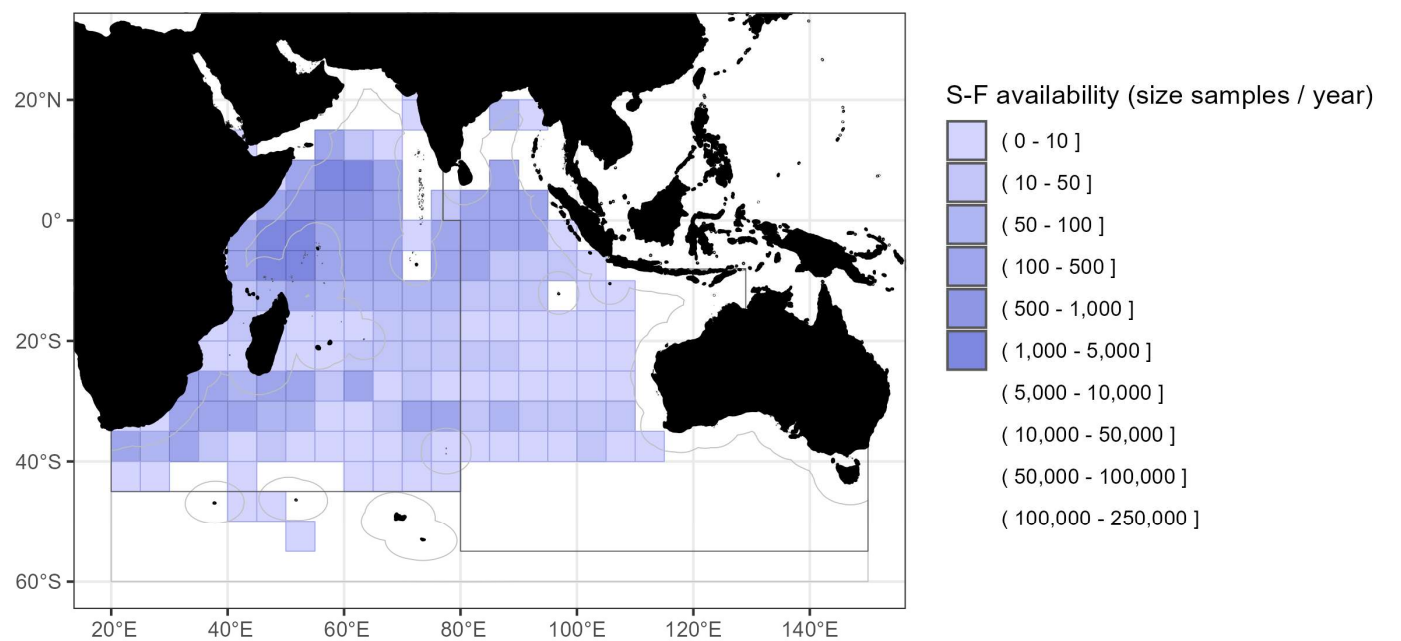 S-F availability (size samples / year)
( 0 - 10 ]
( 10 - 50 ]
( 50 - 100 ]
( 100 - 500 ]
( 500 - 1,000 ]
( 1,000 - 5,000 ]
( 5,000 - 10,000 ]
( 10,000 - 50,000 ]
( 50,000 - 100,000 ]
( 100,000 - 250,000 ]
20°N
0°
20°S
40°S
60°S
20°E 40°E 60°E 80°E 100°E 120°E 140°E